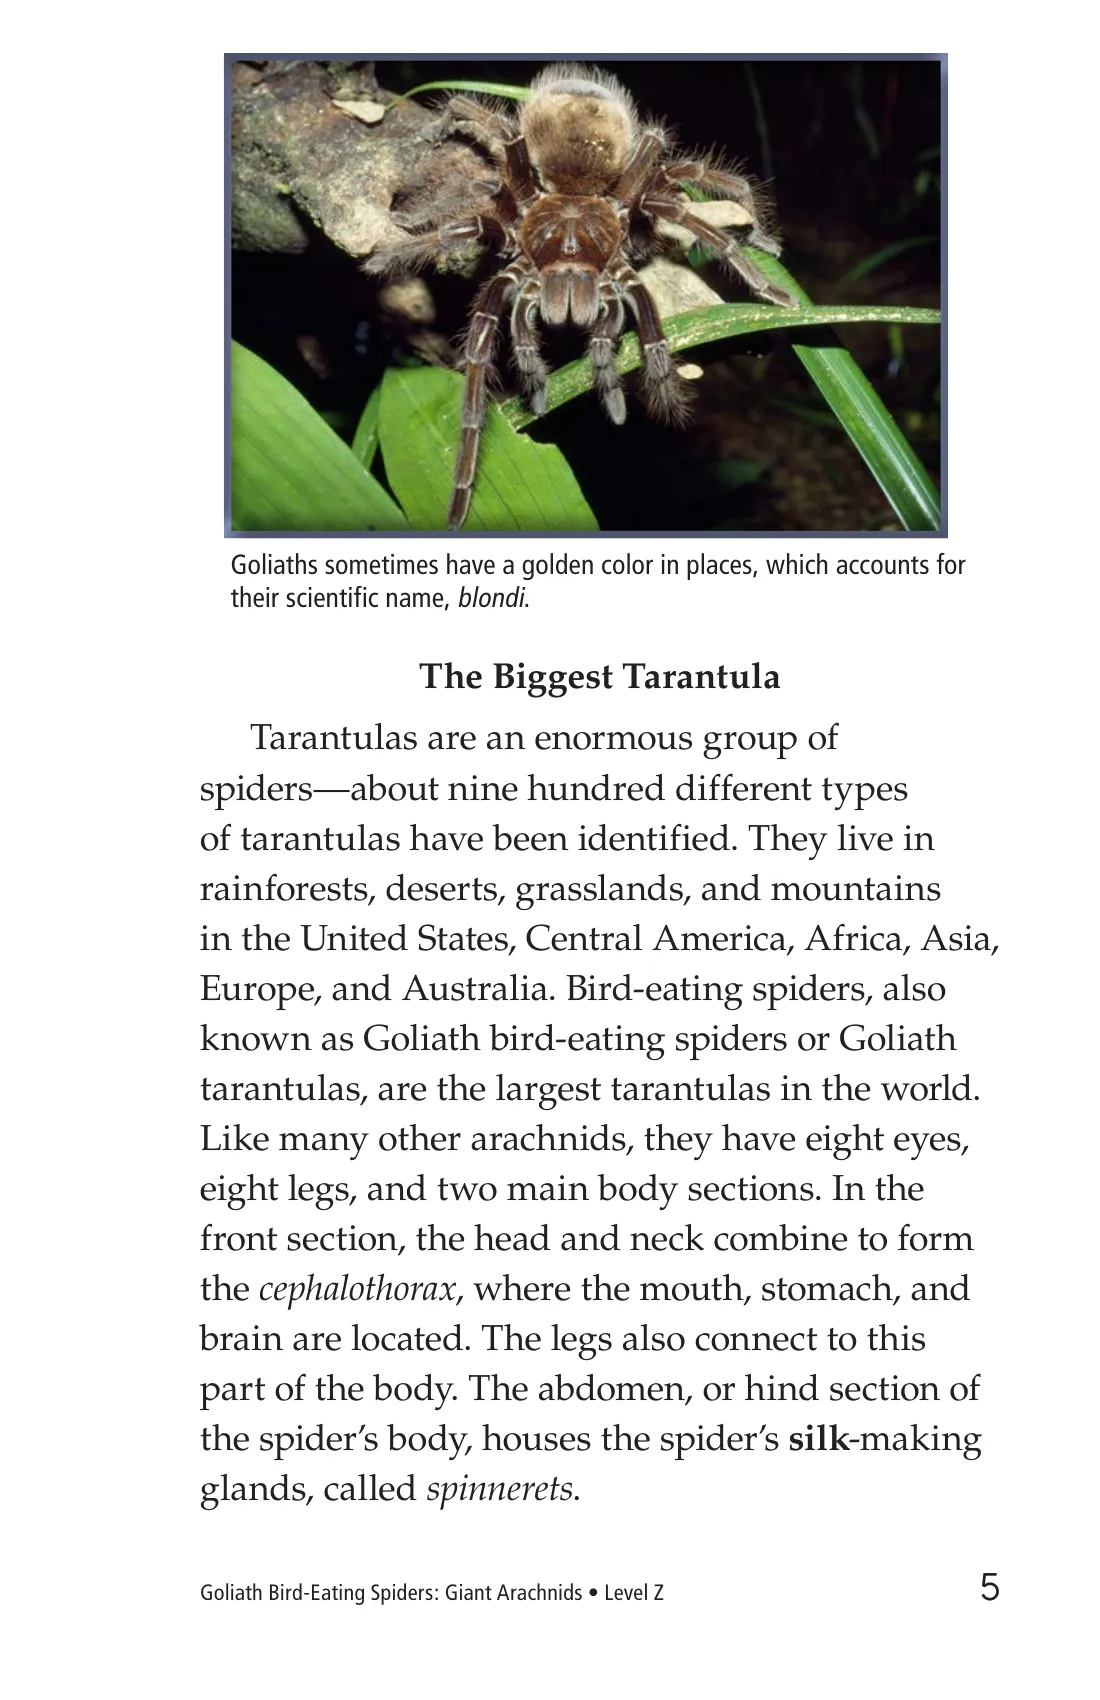 Goliaths sometimes have a golden color in places, which accounts for
their scientific name, blondi.
The Biggest Tarantula
Tarantulas are an enormous group of
spiders—about nine hundred different types
of tarantulas have been identified. They live in
rainforests, deserts, grasslands, and mountains
in the United States, Central America, Africa, Asia,
Europe, and Australia. Bird-eating spiders, also
known as Goliath bird-eating spiders or Goliath
tarantulas, are the largest tarantulas in the world.
Like many other arachnids, they have eight eyes,
eight legs, and two main body sections. In the
front section, the head and neck combine to form
the cephalothorax, where the mouth, stomach, and
brain are located. The legs also connect to this
part of the body. The abdomen, or hind section of
the spider’s body, houses the spider’s silk-making
glands, called spinnerets.
Goliath Bird-Eating Spiders: Giant Arachnids • Level Z 5